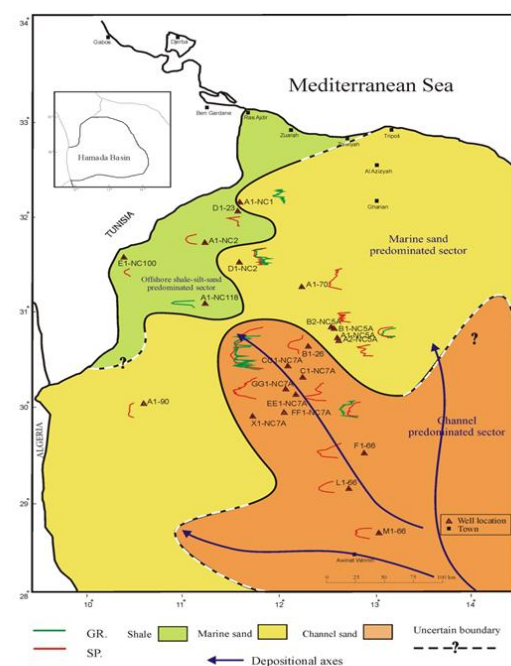 34
33
32
31
30
29
28
10
11
12
13
14
Gabes
Djerba
Mediterranean Sea
Ben Gardane
Ras Ajdir
Zuarah
Tripoli
Al Aziziyah
Gharian
Hamada Basin
TUNISIA
ALGERIA
A1-NC1
D1-23
A1-NC2
E1-NC100
D1-NC2
Marine sand
predominated sector
Offshore shale-silt-sand
predominated sector
A1-70
A1-NC118
B2-NC5A
B1-NC5A
A1-NC5A
A2-NC5A
?
?
B1-26
C1-NC7A
GG1-NC7A
EE1-NC7A
FF1-NC7A
X1-NC7A
A1-90
Channel
predominated sector
F1-66
L1-66
M1-66
Well location
Town
0 25 50 100 km
GR.
SP.
Shale
Marine sand
Channel sand
Uncertain boundary
?
Depositional axes